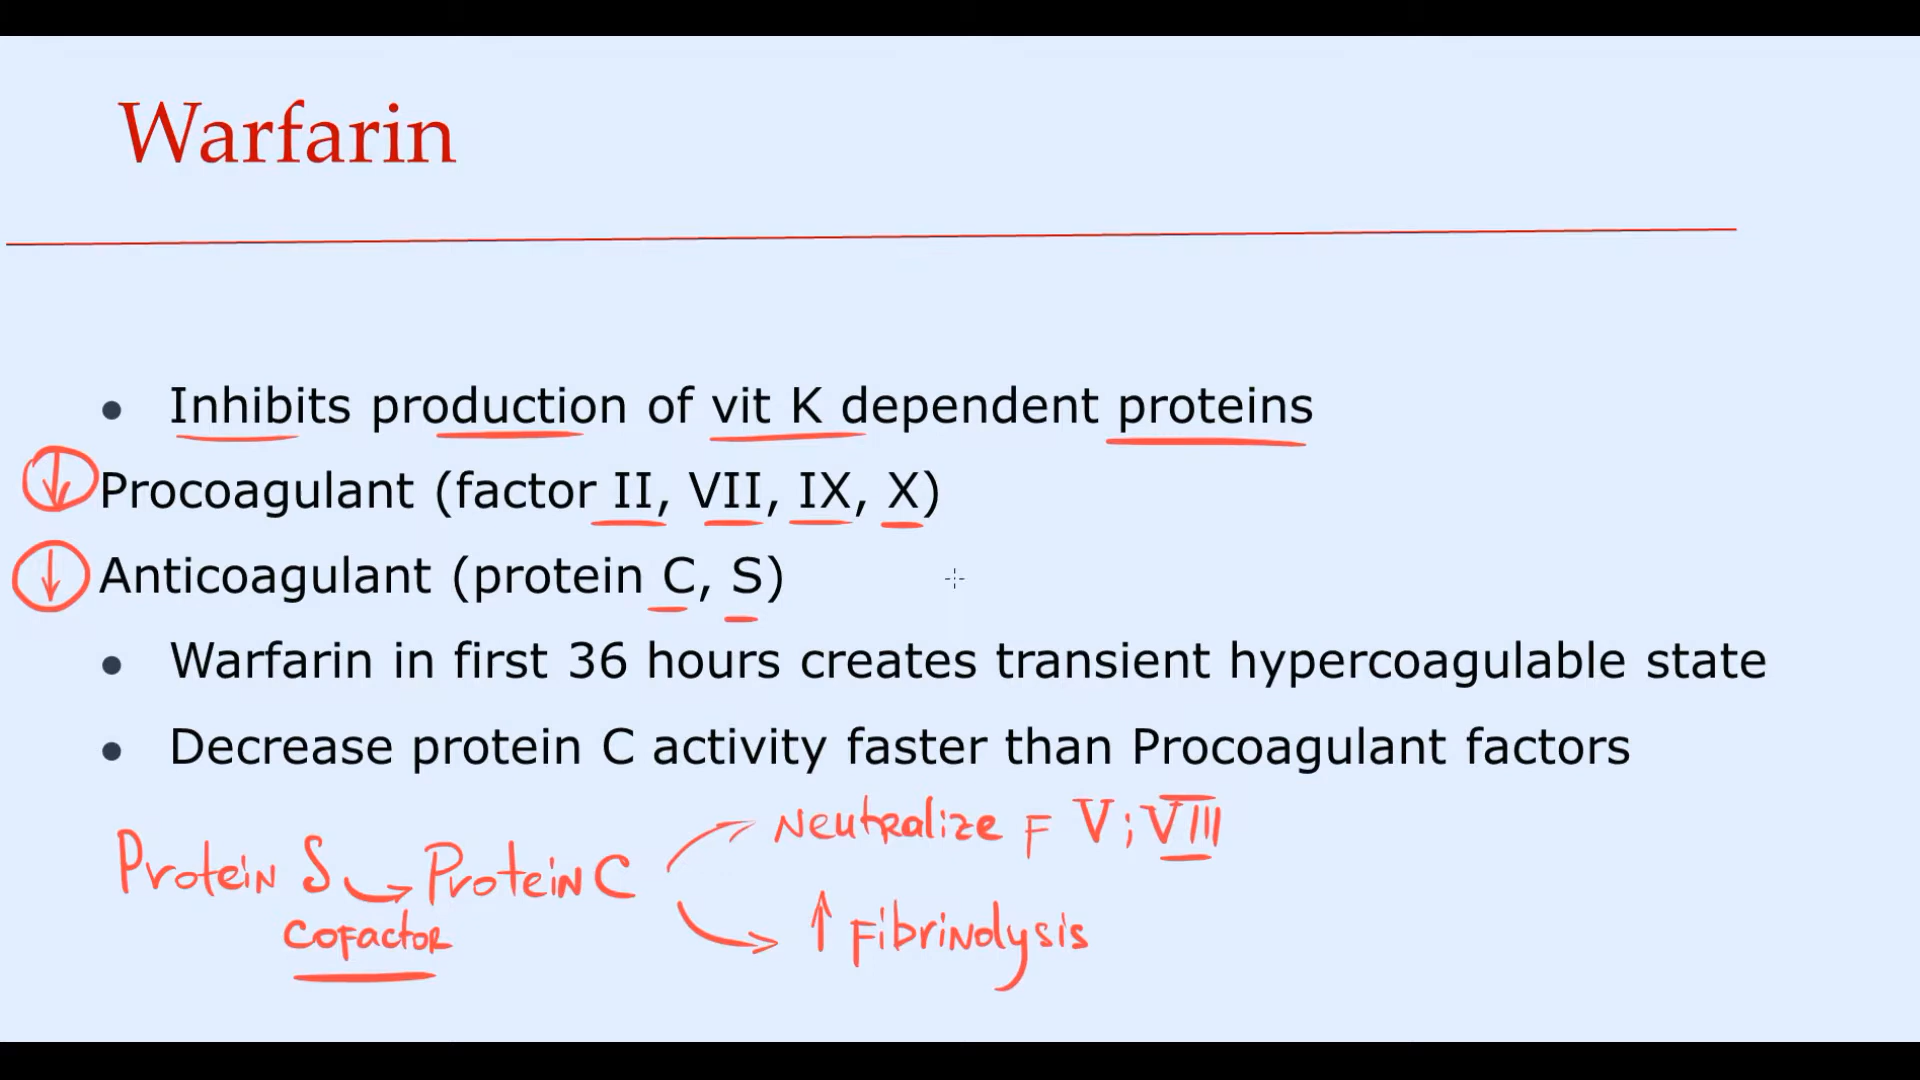 Warfarin
● Inhibits production of vit K dependent proteins
↓ Procoagulant (factor II, VII, IX, X)
↓ Anticoagulant (protein C, S)
● Warfarin in first 36 hours creates transient hypercoagulable state
● Decrease protein C activity faster than Procoagulant factors
Neutralize F V; VIII
Protein S → Protein C
cofactor
↑ Fibrinolysis